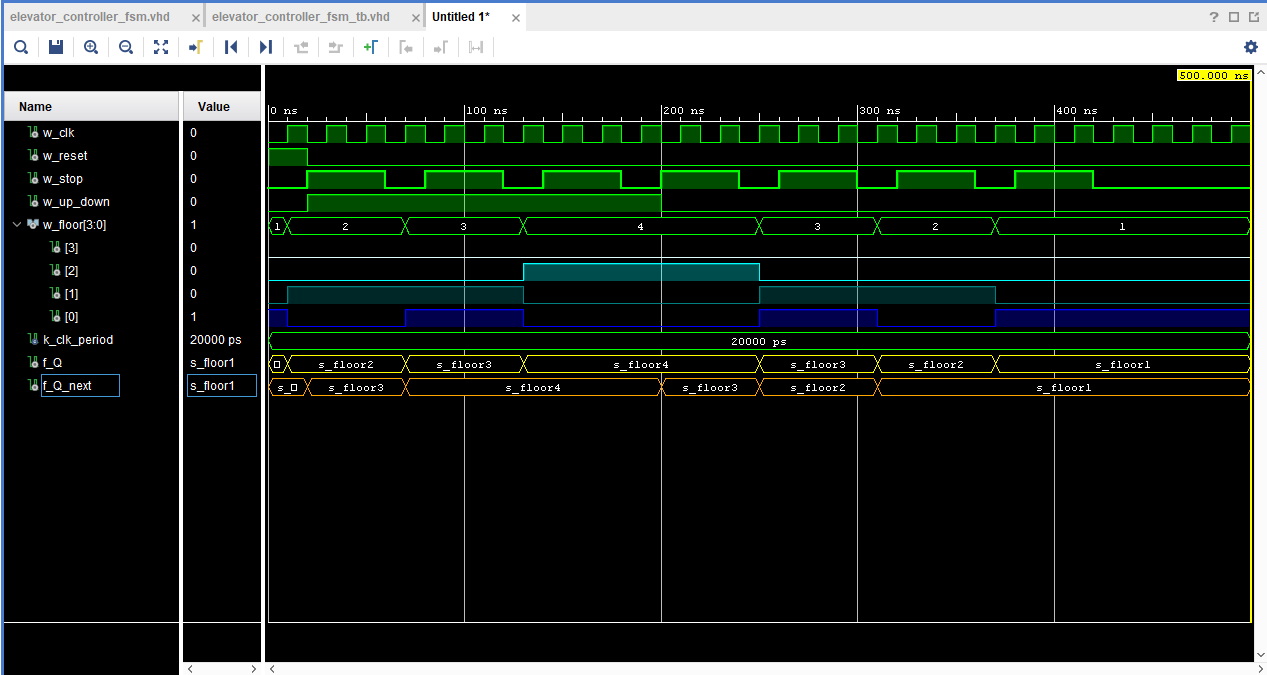 elevator_controller_fsm.vhd × elevator_controller_fsm_tb.vhd × Untitled 1* ×
?
500.000 ns
Name Value
0 ns 100 ns 200 ns 300 ns 400 ns
w_clk 0
w_reset 0
w_stop 0
w_up_down 0
w_floor[3:0] 1 1 2 3 4 3 2 1
[3] 0
[2] 0
[1] 0
[0] 1
k_clk_period 20000 ps 20000 ps
f_Q s_floor1 s_floor2 s_floor3 s_floor4 s_floor3 s_floor2 s_floor1
f_Q_next s_floor1 s_ s_floor3 s_floor4 s_floor3 s_floor2 s_floor1